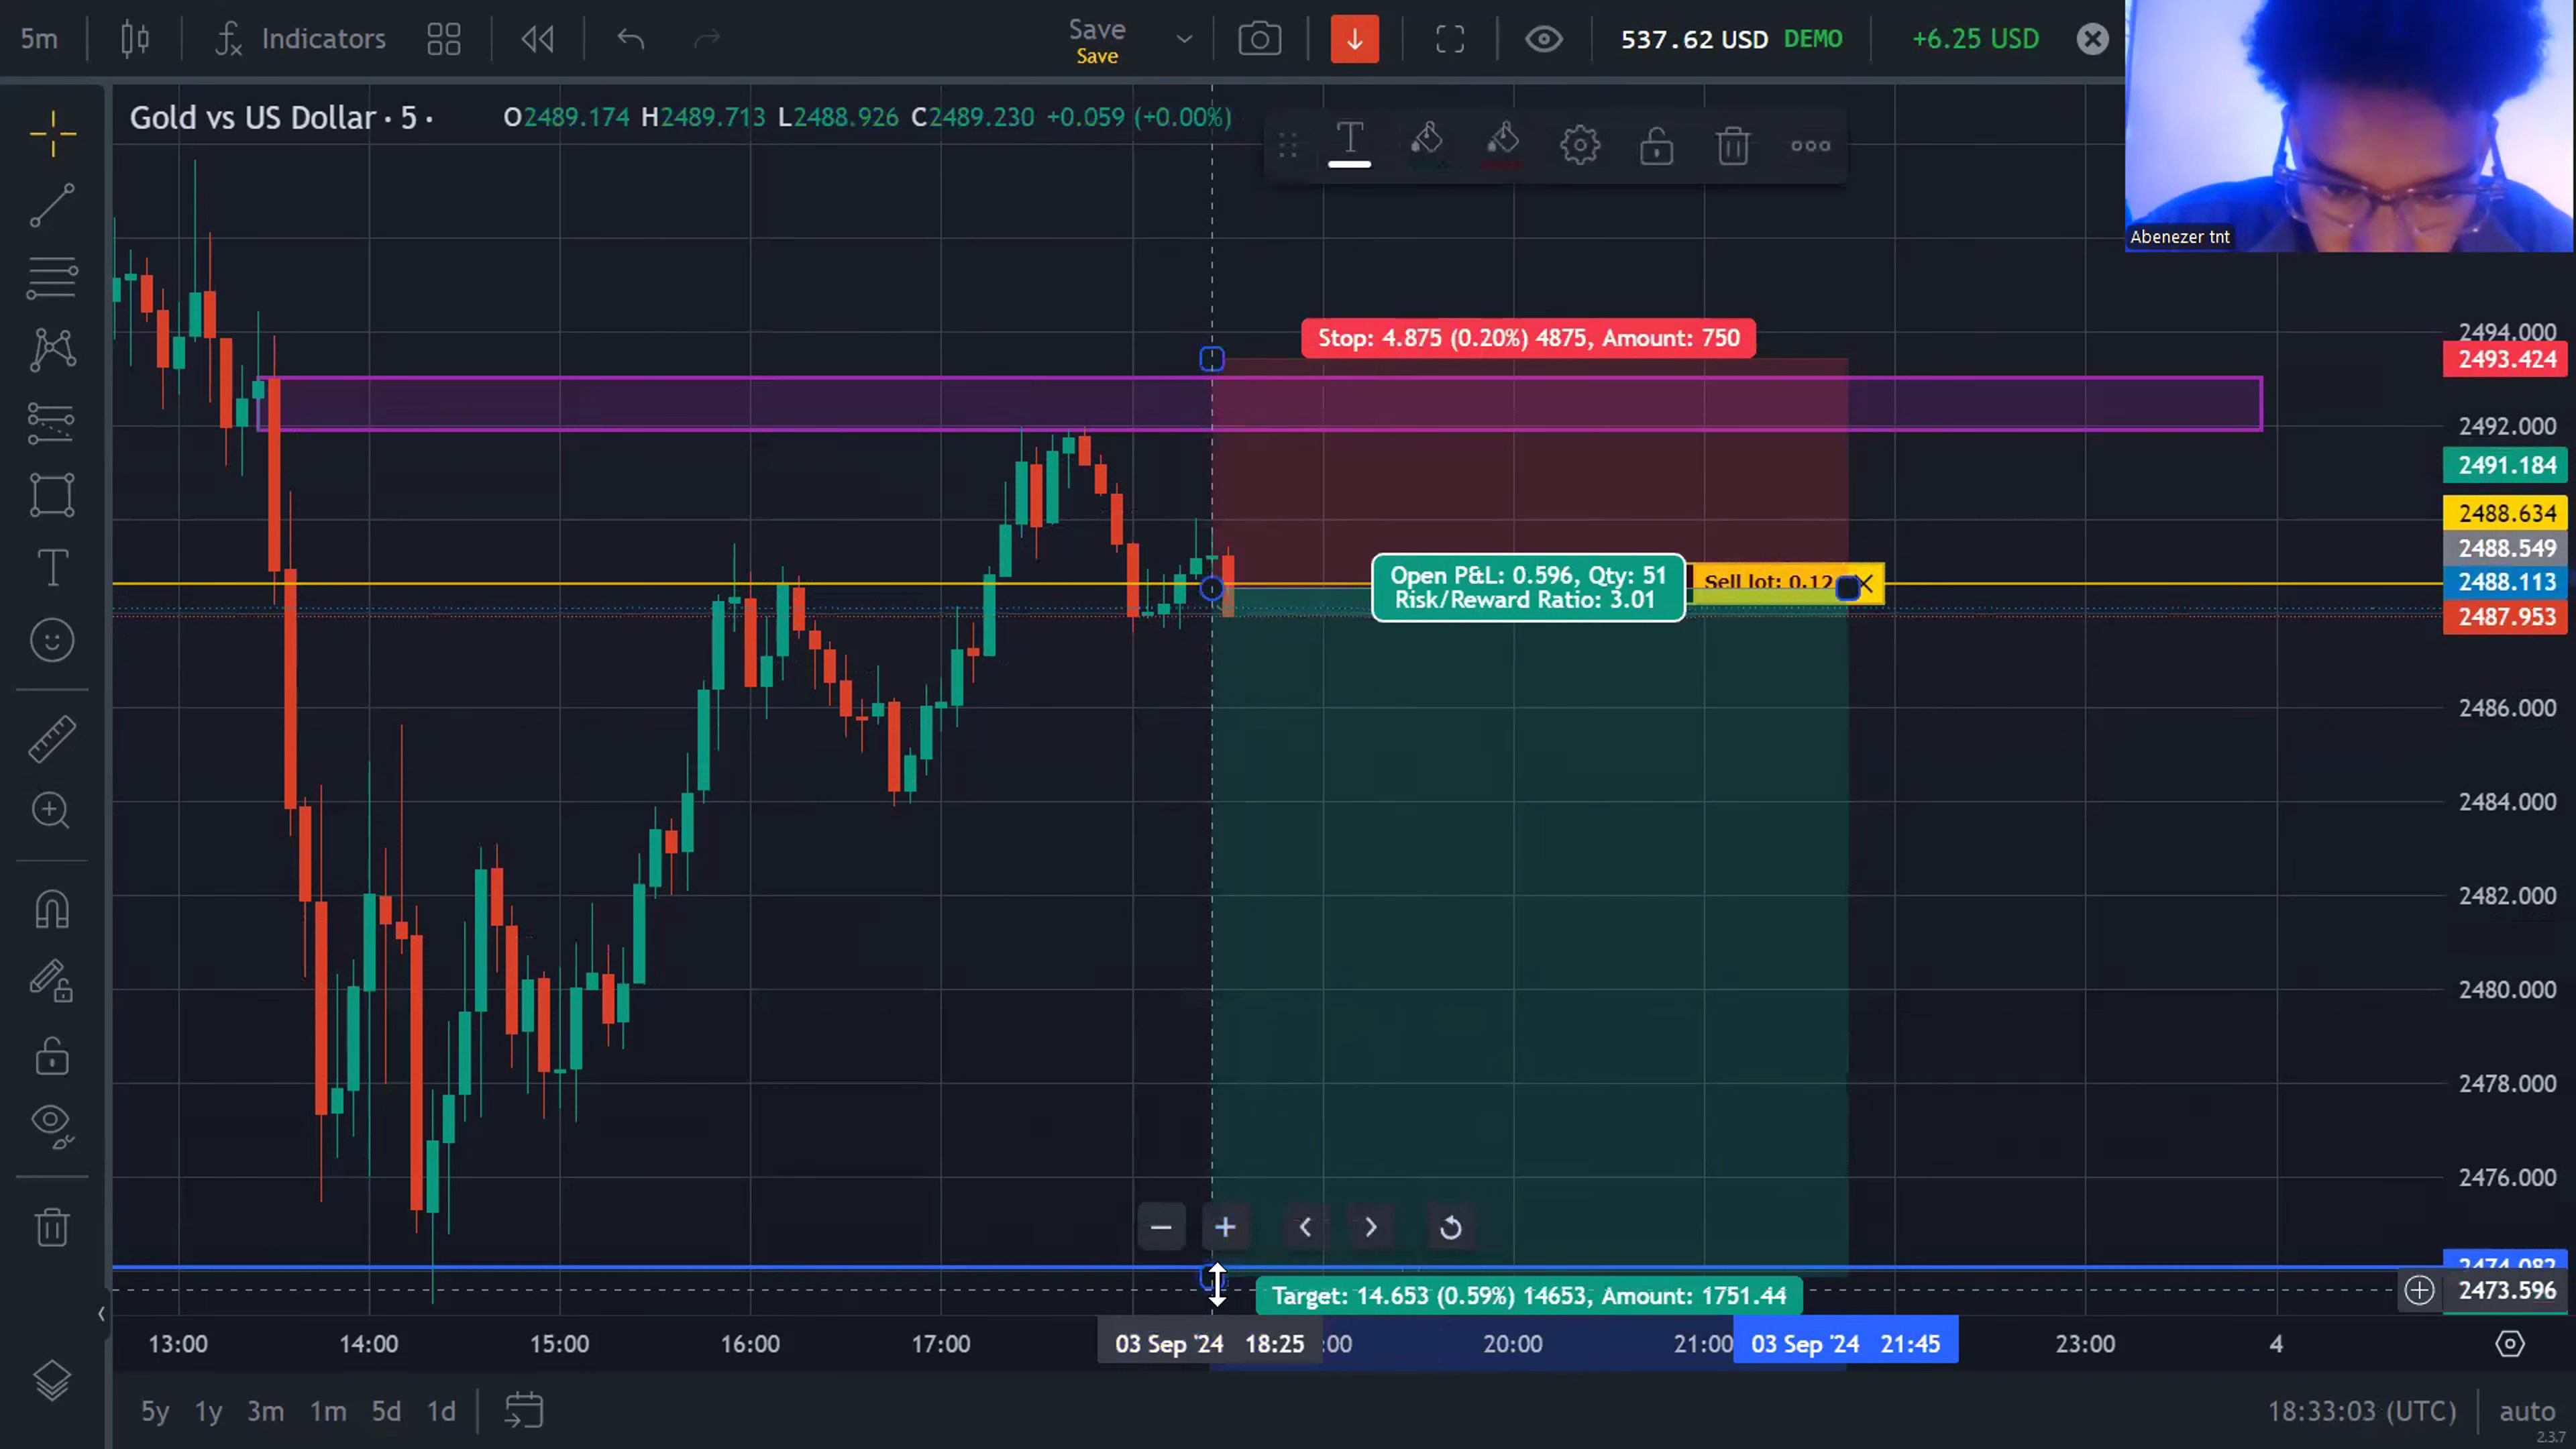 5m
Indicators
Save
Save
537.62 USD DEMO
+6.25 USD
Gold vs US Dollar · 5 ·
O2489.174 H2489.713 L2488.926 C2489.230 +0.059 (+0.00%)
T
Abenezer tnt
Stop: 4.875 (0.20%) 4875, Amount: 750
2494.000
2493.424
2492.000
2491.184
2488.634
2488.549
2488.113
2487.953
Open P&L: 0.596, Qty: 51
Risk/Reward Ratio: 3.01
Sell lot: 0.12
2486.000
2484.000
2482.000
2480.000
2478.000
2476.000
2474.082
2473.596
Target: 14.653 (0.59%) 14653, Amount: 1751.44
13:00 14:00 15:00 16:00 17:00 03 Sep '24 18:25 :00 20:00 21:00 03 Sep '24 21:45 23:00 4
5y 1y 3m 1m 5d 1d
18:33:03 (UTC) auto
2.3.7